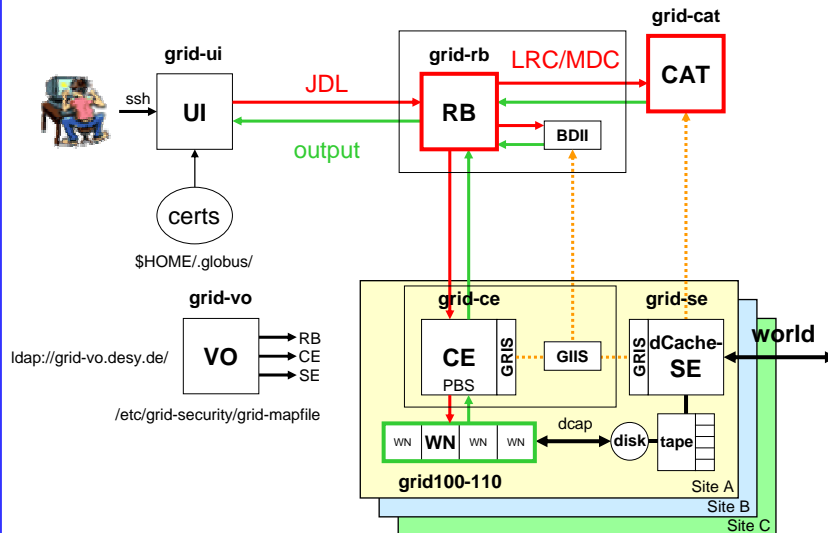 grid-cat
CAT
grid-ui
UI
ssh
JDL
output
grid-rb
RB
LRC/MDC
BDII
certs
$HOME/.globus/
grid-vo
VO
RB
CE
SE
ldap://grid-vo.desy.de/
/etc/grid-security/grid-mapfile
grid-ce
CE
PBS
GRIS
GIIS
grid-se
GRIS
dCache-
SE
world
WN
WN
WN
WN
dcap
disk
tape
grid100-110
Site A
Site B
Site C